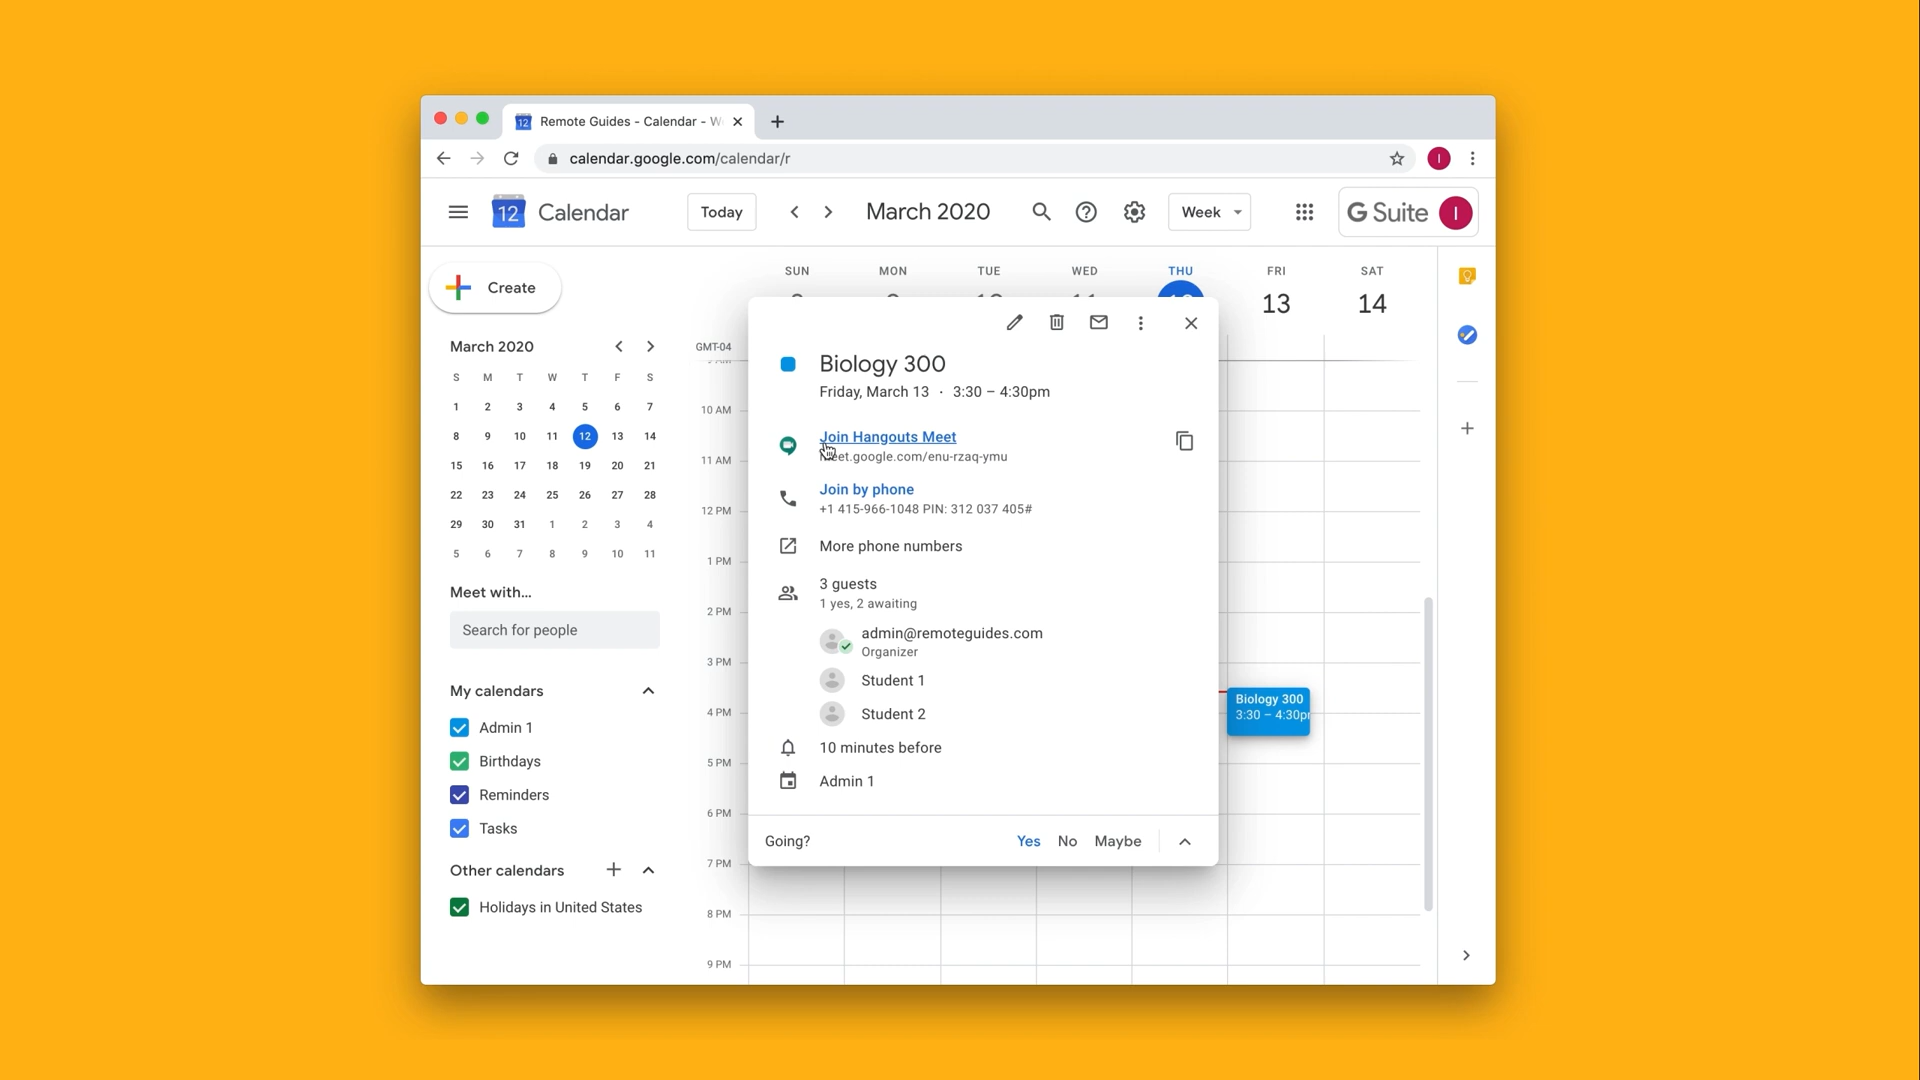 Remote Guides - Calendar - W
calendar.google.com/calendar/r
I
12 Calendar
Today
March 2020
Week
G Suite
I
Create
SUN MON TUE WED THU FRI SAT
13 14
GMT-04
March 2020
S M T W T F S
1 2 3 4 5 6 7
8 9 10 11 12 13 14
15 16 17 18 19 20 21
22 23 24 25 26 27 28
29 30 31 1 2 3 4
5 6 7 8 9 10 11
Meet with...
Search for people
My calendars
Admin 1
Birthdays
Reminders
Tasks
Other calendars
Holidays in United States
10 AM
11 AM
12 PM
1 PM
2 PM
3 PM
4 PM
5 PM
6 PM
7 PM
8 PM
9 PM
Biology 300
Friday, March 13 · 3:30 – 4:30pm
Join Hangouts Meet
meet.google.com/enu-rzaq-ymu
Join by phone
+1 415-966-1048 PIN: 312 037 405#
More phone numbers
3 guests
1 yes, 2 awaiting
admin@remoteguides.com
Organizer
Student 1
Student 2
10 minutes before
Admin 1
Going?
Yes No Maybe
Biology 300
3:30 – 4:30p